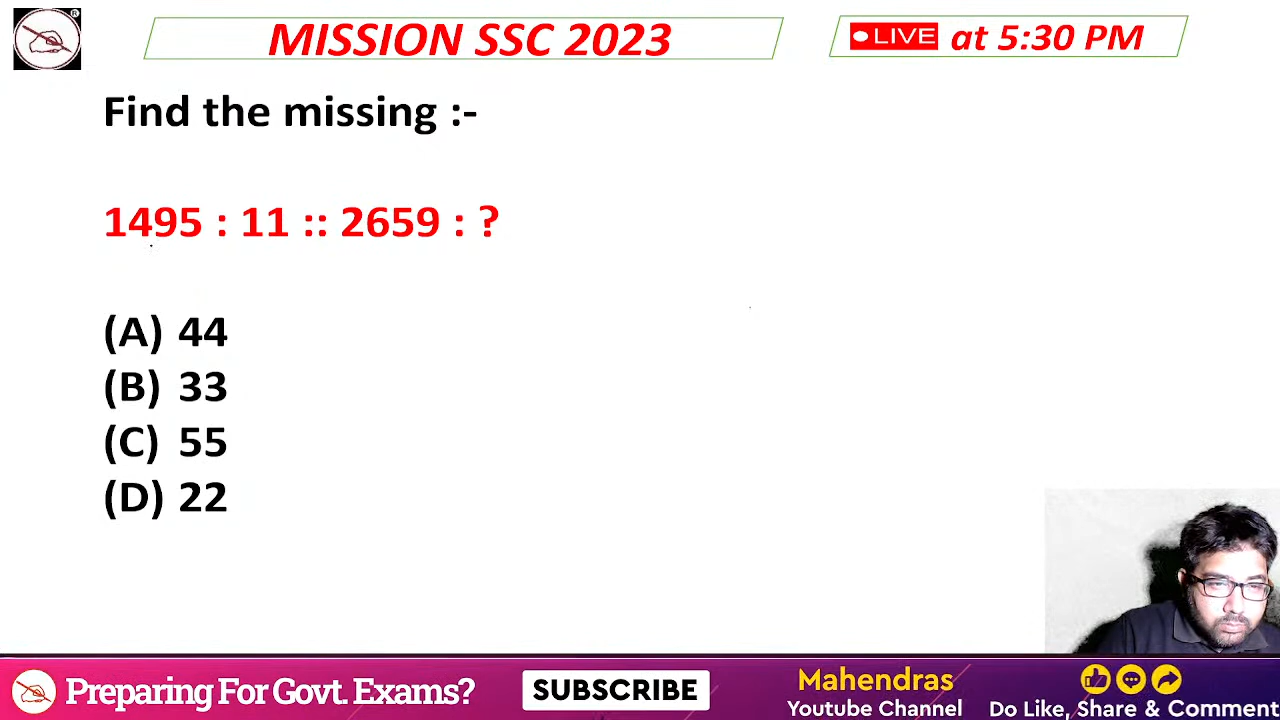 ®
MISSION SSC 2023
LIVE at 5:30 PM
Find the missing :-
1495 : 11 :: 2659 : ?
(A) 44
(B) 33
(C) 55
(D) 22
Preparing For Govt. Exams?
SUBSCRIBE
Mahendras
Youtube Channel
Do Like, Share & Comment